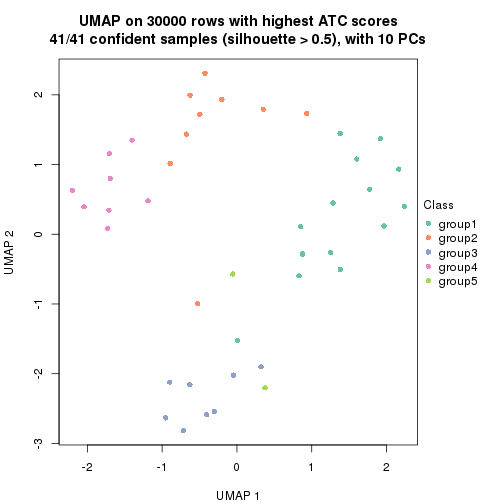 UMAP on 30000 rows with highest ATC scores
41/41 confident samples (silhouette > 0.5), with 10 PCs
2
1
0
-1
-2
-3
UMAP 2
Class
group1
group2
group3
group4
group5
-2
-1
0
1
2
UMAP 1